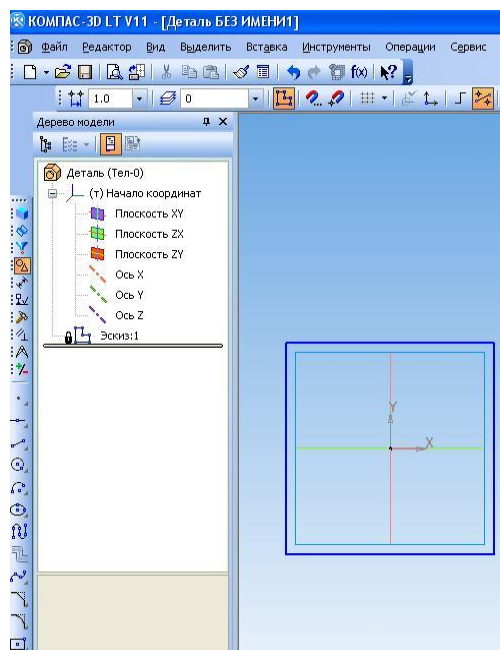 КОМПАС-3D LT V11 - [Деталь БЕЗ ИМЕНИ1]
Файл Редактор Вид Выделить Вставка Инструменты Операции Сервис
f(x)
1.0 0
Дерево модели
Деталь (Тел-0)
(т) Начало координат
Плоскость XY
Плоскость ZX
Плоскость ZY
Ось X
Ось Y
Ось Z
Эскиз:1
Y
X